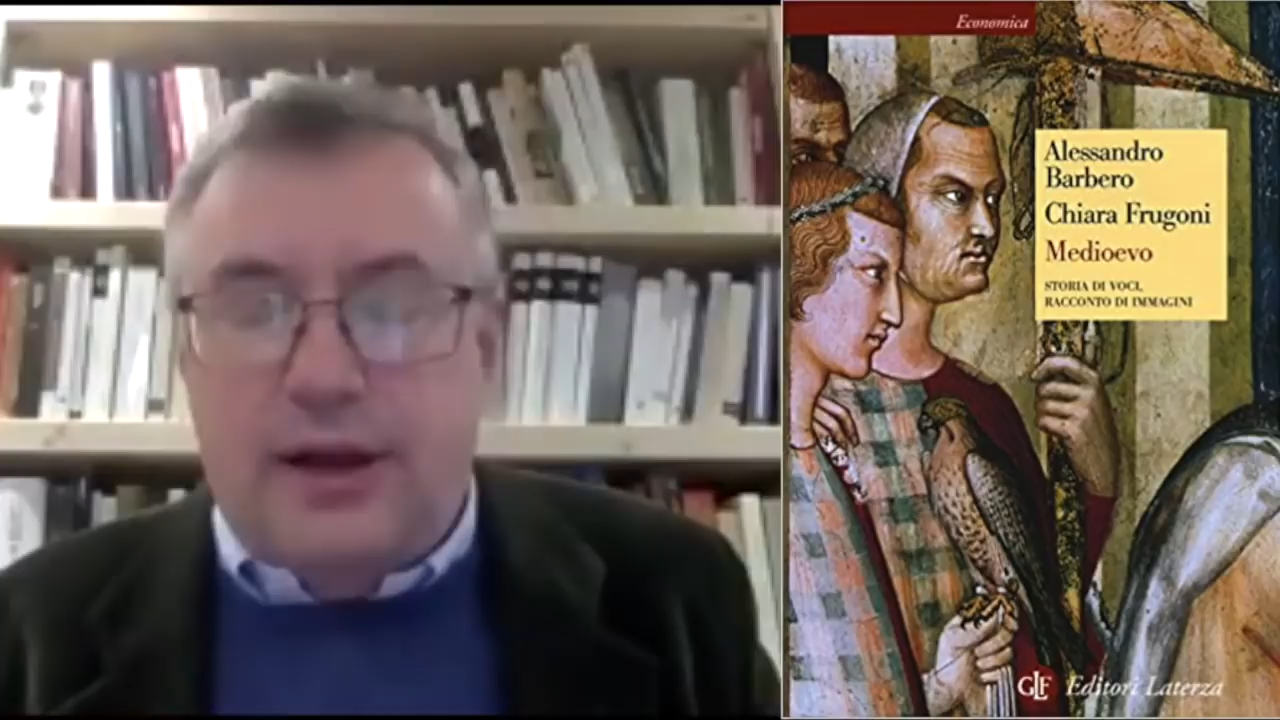 Economica
Alessandro
Barbero
Chiara Frugoni
Medioevo
STORIA DI VOCI,
RACCONTO DI IMMAGINI
GLF Editori Laterza